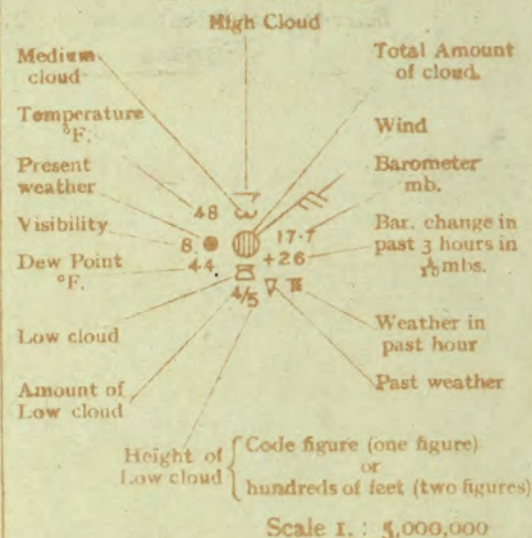 High Cloud
Medium
cloud
Total Amount
of cloud.
Temperature
°F.
Wind
Present
weather
Barometer
mb.
48
Visibility
8
17.7
Bar. change in
past 3 hours in
1/10 mbs.
+26
Dew Point
°F.
44
4/5
Low cloud
Weather in
past hour
Amount of
Low cloud
Past weather
Height of
Low cloud
Code figure (one figure)
or
hundreds of feet (two figures)
Scale 1. : 5,000,000